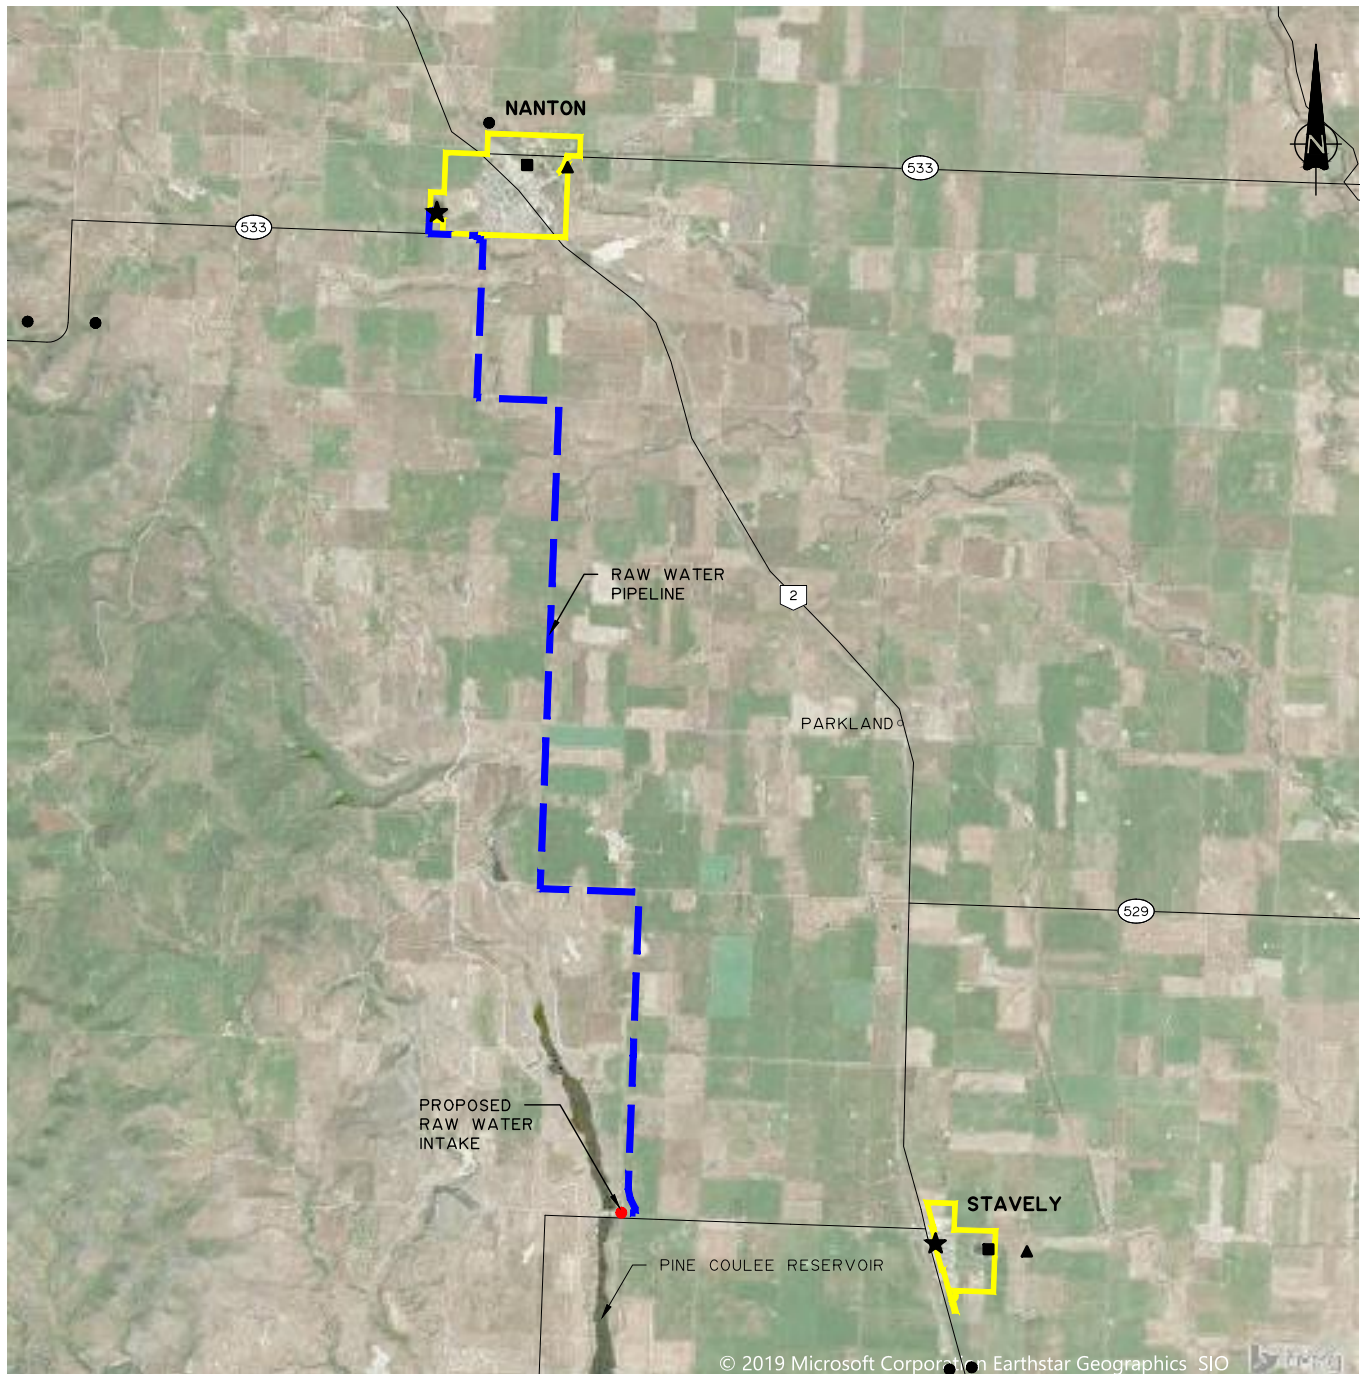 NANTON
533
533
N
RAW WATER
PIPELINE
2
PARKLAND
529
PROPOSED
RAW WATER
INTAKE
STAVELY
PINE COULEE RESERVOIR
© 2019 Microsoft Corporation Earthstar Geographics SIO